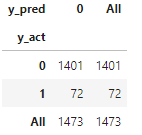 y_pred 0 All
y_act
0 1401 1401
1 72 72
All 1473 1473